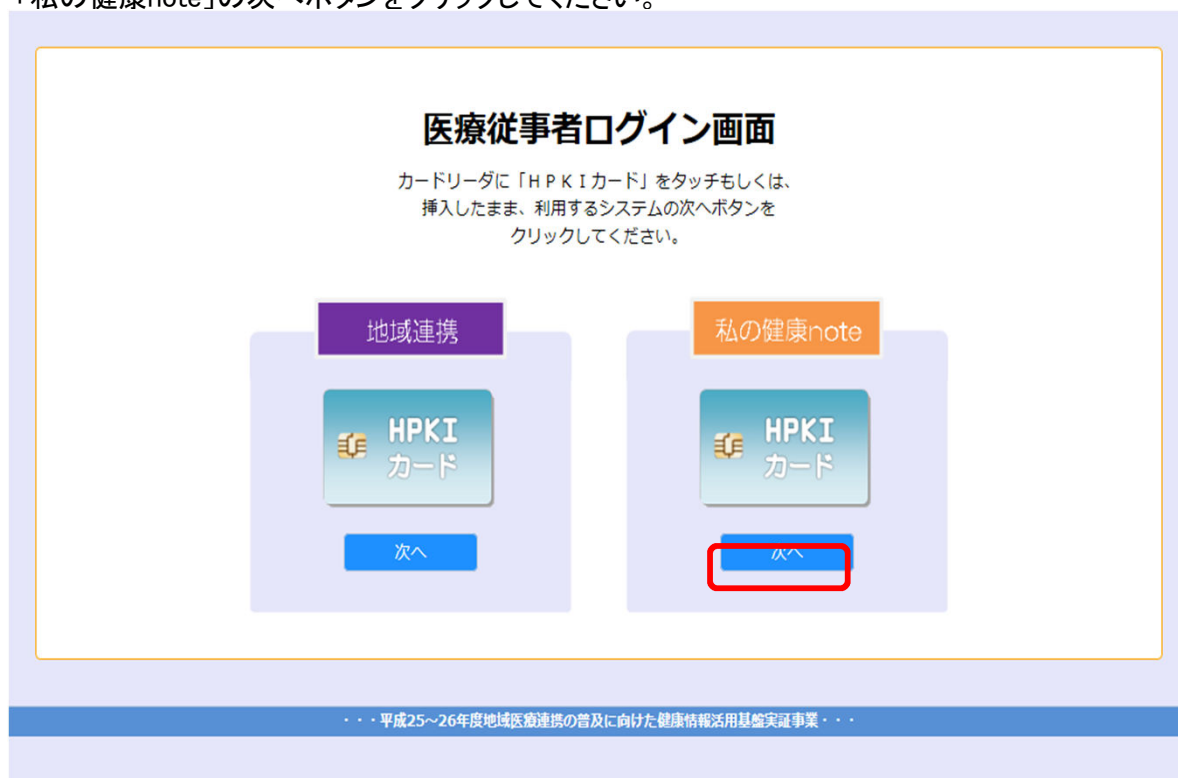 「私の健康note」の次へボタンをクリックしてください。
医療従事者ログイン画面
カードリーダに「ＨＰＫＩカード」をタッチもしくは、
挿入したまま、利用するシステムの次へボタンを
クリックしてください。
地域連携
私の健康note
HPKI
カード
HPKI
カード
次へ
次へ
・・・平成25～26年度地域医療連携の普及に向けた健康情報活用基盤実証事業・・・